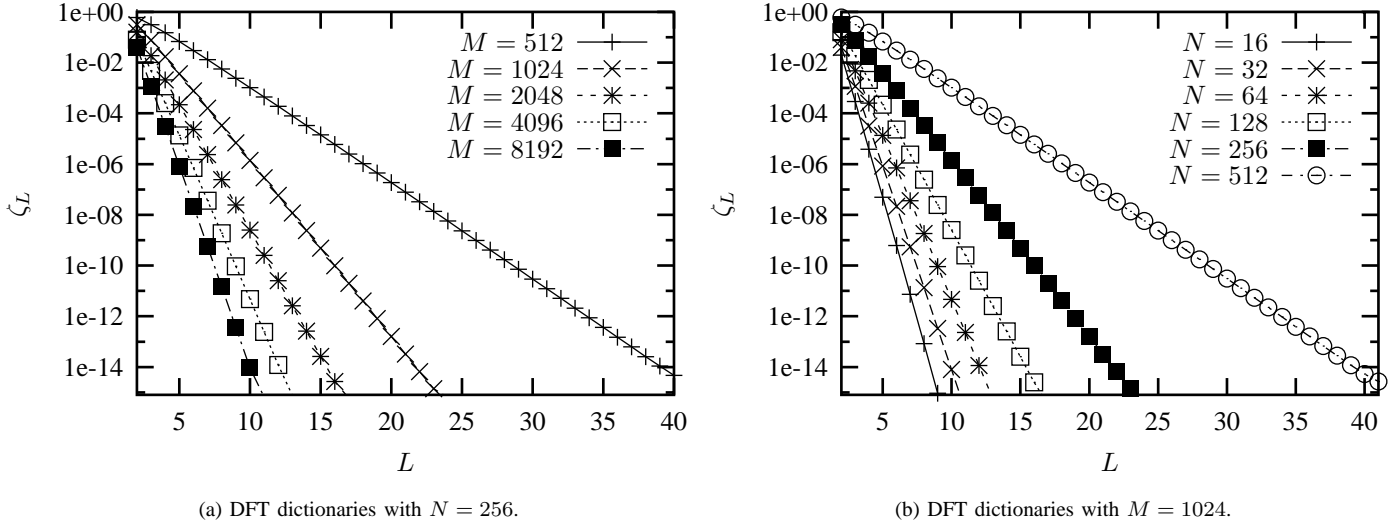 1e+00
1e-02
1e-04
1e-06
1e-08
1e-10
1e-12
1e-14
ζ_L
5 10 15 20 25 30 35 40
L
M = 512
M = 1024
M = 2048
M = 4096
M = 8192
(a) DFT dictionaries with N = 256.
1e+00
1e-02
1e-04
1e-06
1e-08
1e-10
1e-12
1e-14
ζ_L
5 10 15 20 25 30 35 40
L
N = 16
N = 32
N = 64
N = 128
N = 256
N = 512
(b) DFT dictionaries with M = 1024.